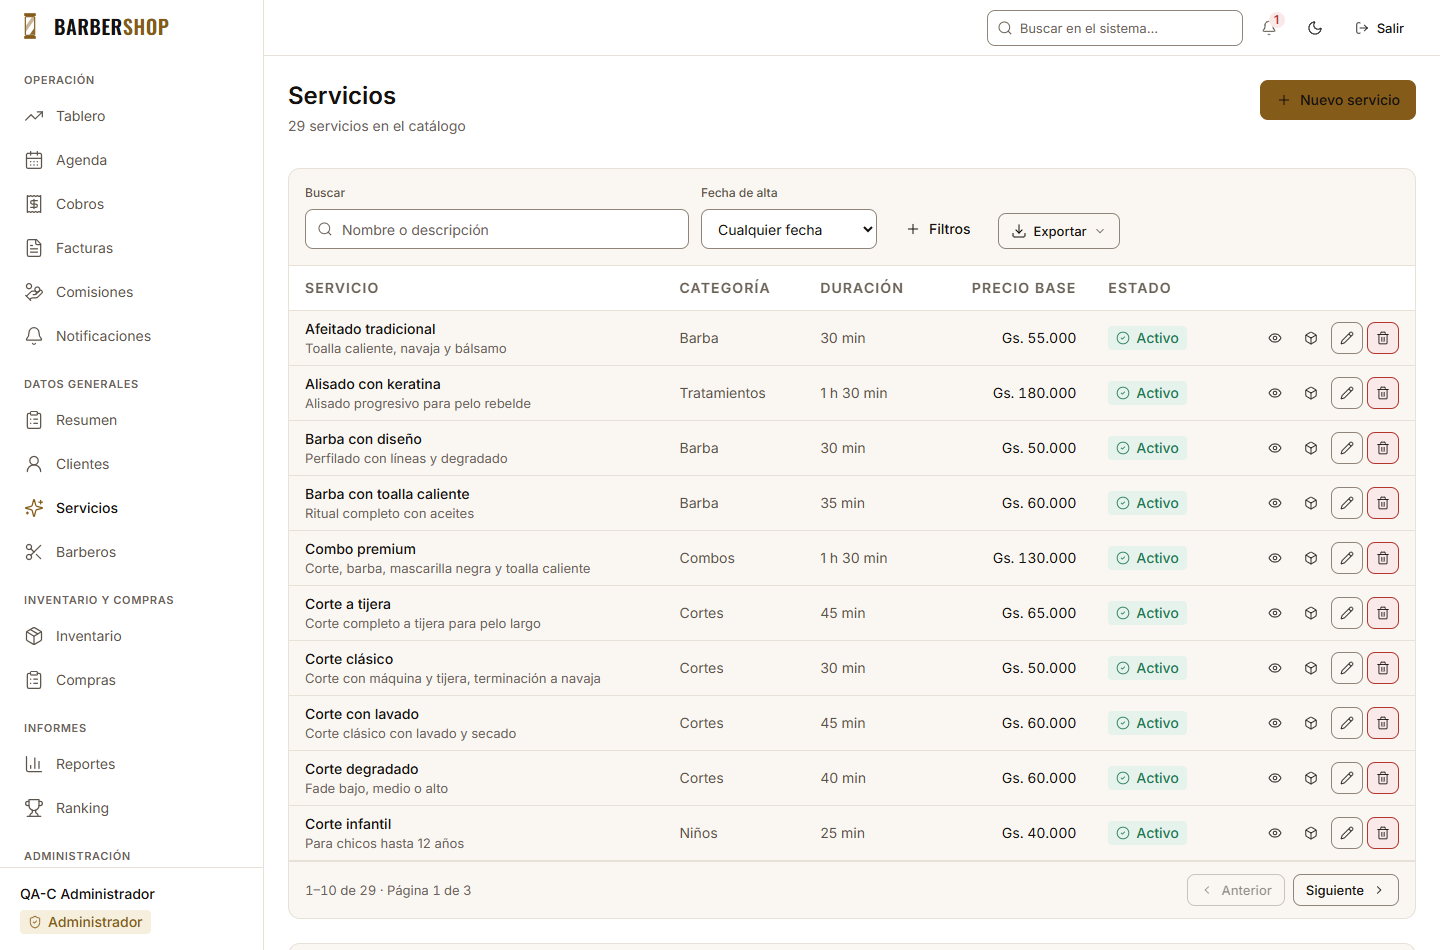 BARBERSHOP
Buscar en el sistema...
1
Salir
OPERACIÓN
Tablero
Agenda
Cobros
Facturas
Comisiones
Notificaciones
DATOS GENERALES
Resumen
Clientes
Servicios
Barberos
INVENTARIO Y COMPRAS
Inventario
Compras
INFORMES
Reportes
Ranking
ADMINISTRACIÓN
QA-C Administrador
Administrador
Servicios
29 servicios en el catálogo
Nuevo servicio
Buscar
Nombre o descripción
Fecha de alta
Cualquier fecha
Filtros
Exportar
SERVICIO CATEGORÍA DURACIÓN PRECIO BASE ESTADO
Afeitado tradicional
Toalla caliente, navaja y bálsamo
Barba 30 min Gs. 55.000 Activo
Alisado con keratina
Alisado progresivo para pelo rebelde
Tratamientos 1 h 30 min Gs. 180.000 Activo
Barba con diseño
Perfilado con líneas y degradado
Barba 30 min Gs. 50.000 Activo
Barba con toalla caliente
Ritual completo con aceites
Barba 35 min Gs. 60.000 Activo
Combo premium
Corte, barba, mascarilla negra y toalla caliente
Combos 1 h 30 min Gs. 130.000 Activo
Corte a tijera
Corte completo a tijera para pelo largo
Cortes 45 min Gs. 65.000 Activo
Corte clásico
Corte con máquina y tijera, terminación a navaja
Cortes 30 min Gs. 50.000 Activo
Corte con lavado
Corte clásico con lavado y secado
Cortes 45 min Gs. 60.000 Activo
Corte degradado
Fade bajo, medio o alto
Cortes 40 min Gs. 60.000 Activo
Corte infantil
Para chicos hasta 12 años
Niños 25 min Gs. 40.000 Activo
1–10 de 29 · Página 1 de 3
Anterior
Siguiente